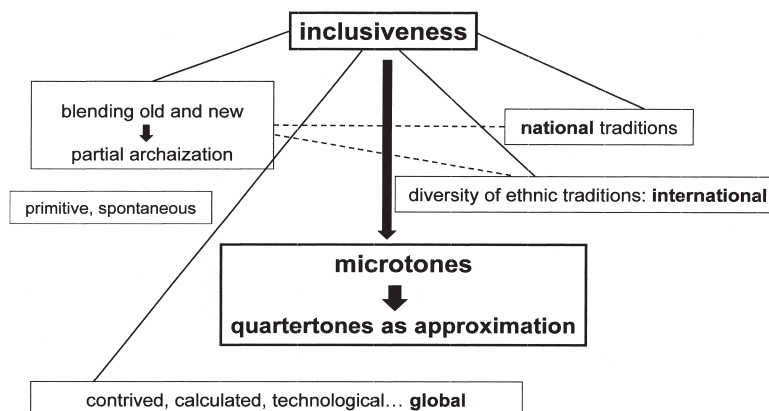 inclusiveness
blending old and new
partial archaization
national traditions
diversity of ethnic traditions: international
primitive, spontaneous
microtones
quartertones as approximation
contrived, calculated, technological... global